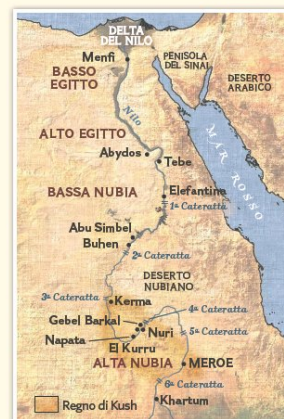 DELTA
DEL NILO
Menfi
PENISOLA
DEL SINAI
BASSO
EGITTO
DESERTO
ARABICO
Nilo
ALTO EGITTO
MAR ROSSO
Abydos
Tebe
BASSA NUBIA
Elefantina
1ª Cateratta
Abu Simbel
Buhen
2ª Cateratta
DESERTO
NUBIANO
3ª Cateratta
Kerma
4ª Cateratta
Gebel Barkal
Nuri
5ª Cateratta
Napata
El Kurru
ALTA NUBIA
MEROE
6ª Cateratta
Khartum
Regno di Kush